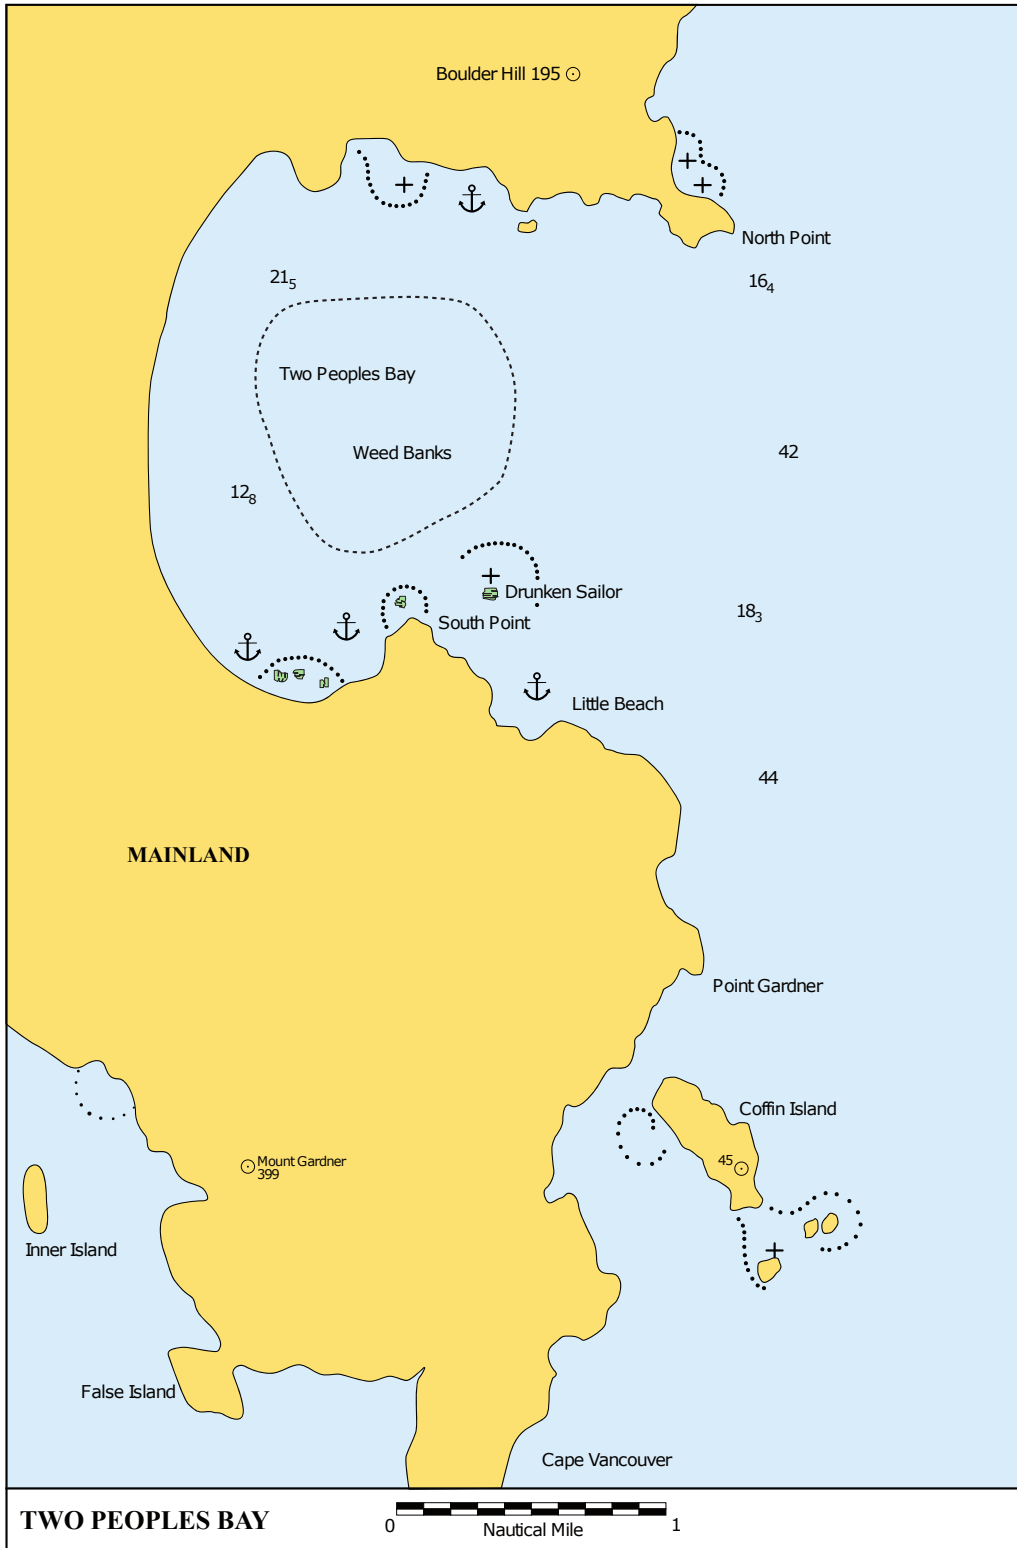 Boulder Hill 195
North Point
21₅
16₄
Two Peoples Bay
42
Weed Banks
12₈
Drunken Sailor
18₃
South Point
Little Beach
44
MAINLAND
Point Gardner
Coffin Island
45
Mount Gardner
399
Inner Island
False Island
Cape Vancouver
TWO PEOPLES BAY
0
Nautical Mile
1